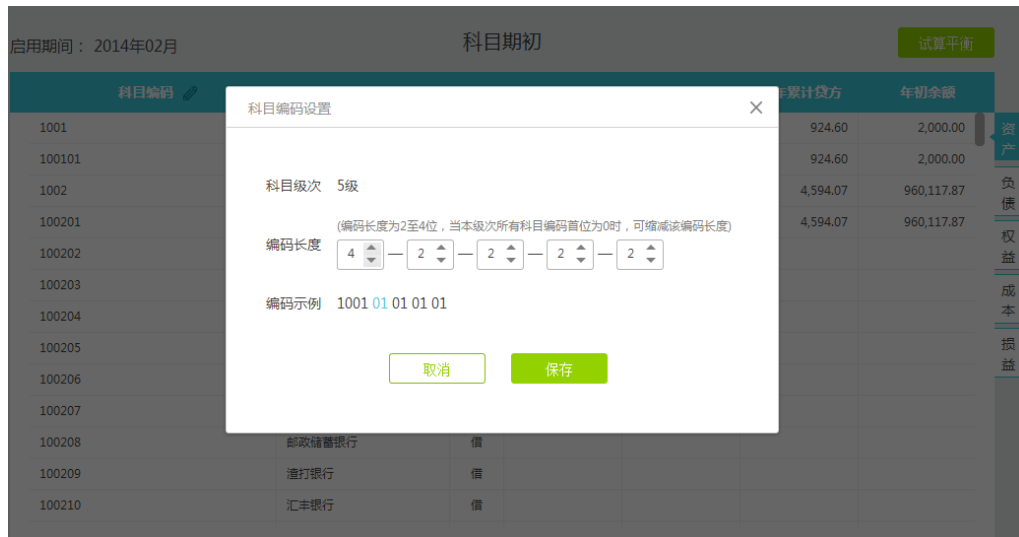 启用期间： 2014年02月
科目期初
试算平衡
科目编码
年累计贷方
年初余额
科目编码设置
1001
924.60
2,000.00
100101
924.60
2,000.00
1002
4,594.07
960,117.87
100201
4,594.07
960,117.87
100202
100203
100204
100205
100206
100207
100208
邮政储蓄银行
借
100209
渣打银行
借
100210
汇丰银行
借
科目级次 5级
(编码长度为2至4位，当本级次所有科目编码首位为0时，可缩减该编码长度)
编码长度 4 — 2 — 2 — 2 — 2
编码示例 1001 01 01 01 01
取消
保存
资产
负债
权益
成本
损益